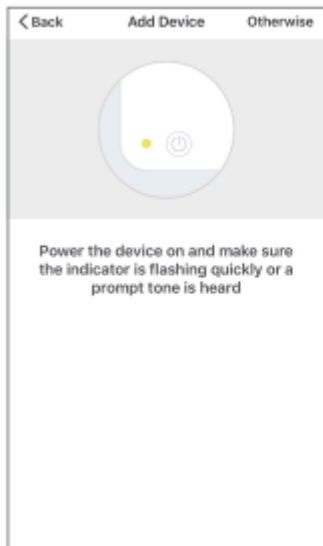 Back Add Device Otherwise
Power the device on and make sure
the indicator is flashing quickly or a
prompt tone is heard